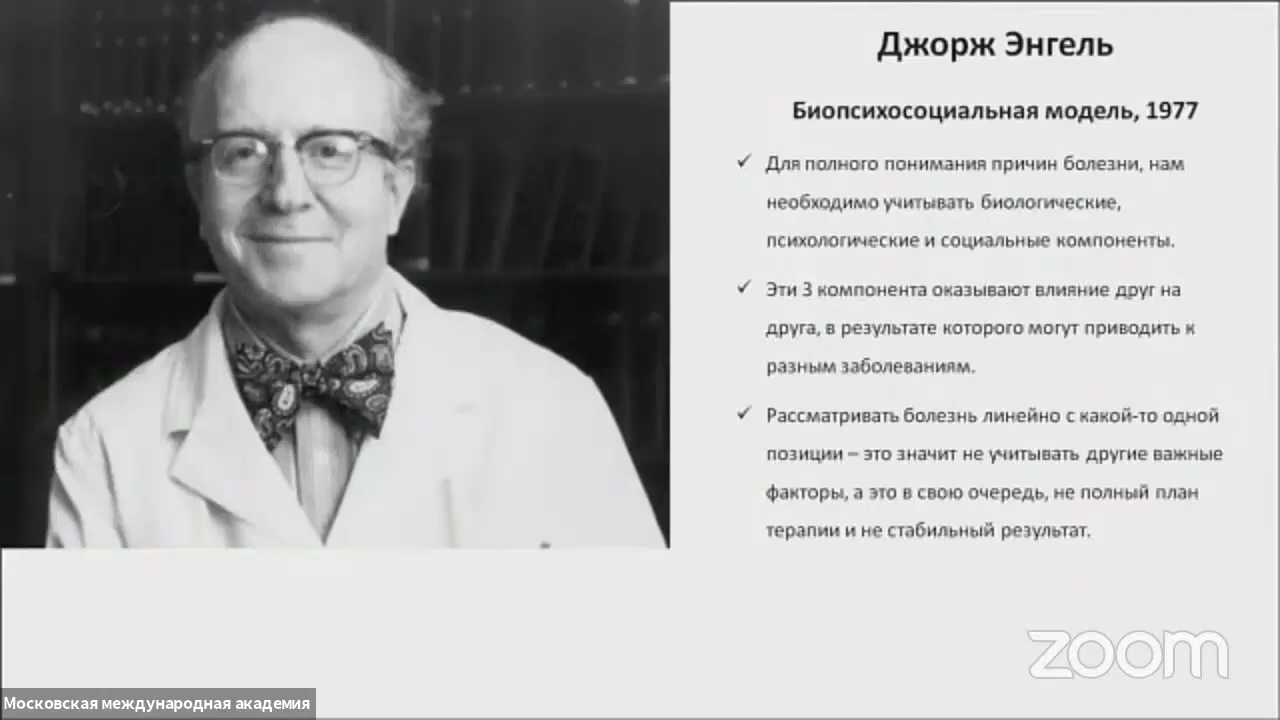 Джорж Энгель
Биопсихосоциальная модель, 1977
✓ Для полного понимания причин болезни, нам
необходимо учитывать биологические,
психологические и социальные компоненты.
✓ Эти 3 компонента оказывают влияние друг на
друга, в результате которого могут приводить к
разным заболеваниям.
✓ Рассматривать болезнь линейно с какой-то одной
позиции – это значит не учитывать другие важные
факторы, а это в свою очередь, не полный план
терапии и не стабильный результат.
zoom
Московская международная академия